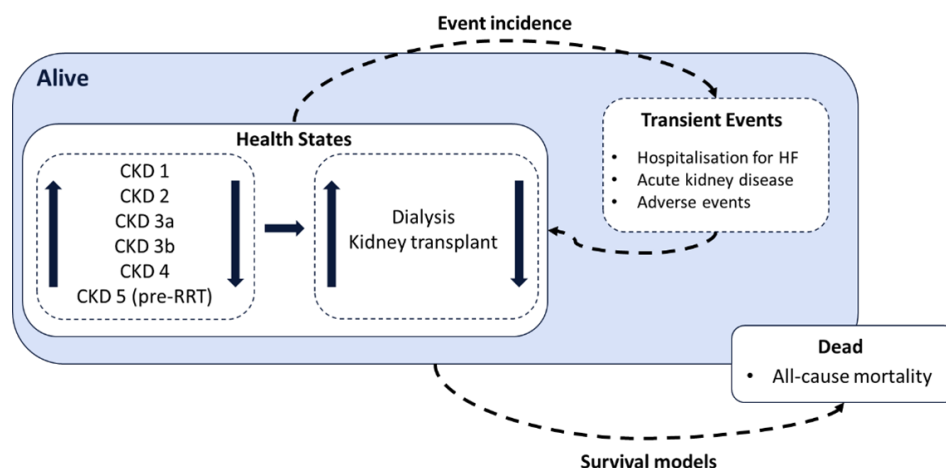 Event incidence
Alive
Health States
CKD 1
CKD 2
CKD 3a
CKD 3b
CKD 4
CKD 5 (pre-RRT)
Dialysis
Kidney transplant
Transient Events
• Hospitalisation for HF
• Acute kidney disease
• Adverse events
Dead
• All-cause mortality
Survival models